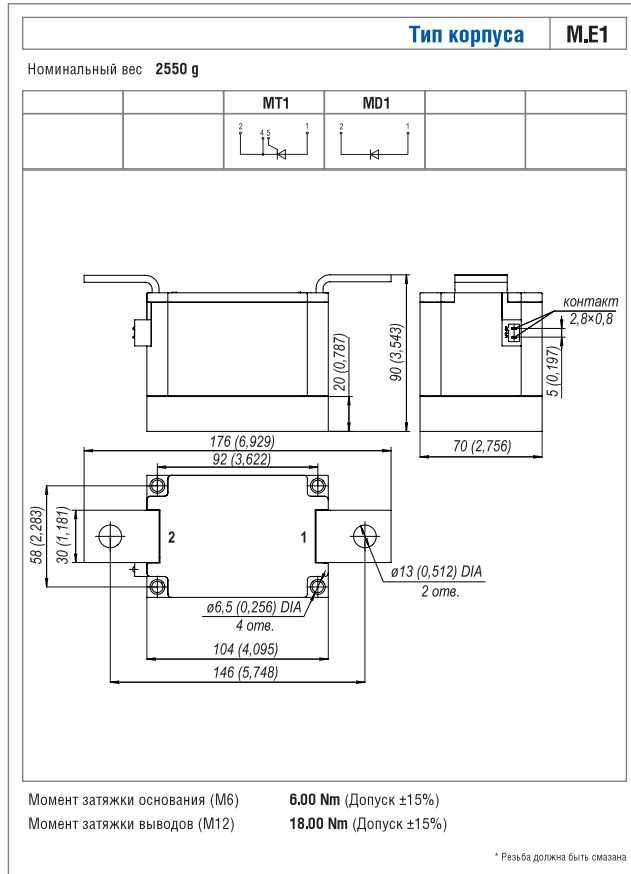 Тип корпуса M.E1
Номинальный вес 2550 g
MT1 MD1
2 4 5 1 2 1
контакт
2,8×0,8
20 (0,787)
90 (3,543)
5 (0,197)
176 (6,929)
92 (3,622)
70 (2,756)
58 (2,283)
30 (1,181)
2 1
ø13 (0,512) DIA
2 отв.
ø6,5 (0,256) DIA
4 отв.
104 (4,095)
146 (5,748)
Момент затяжки основания (M6) 6.00 Nm (Допуск ±15%)
Момент затяжки выводов (M12) 18.00 Nm (Допуск ±15%)
* Резьба должна быть смазана